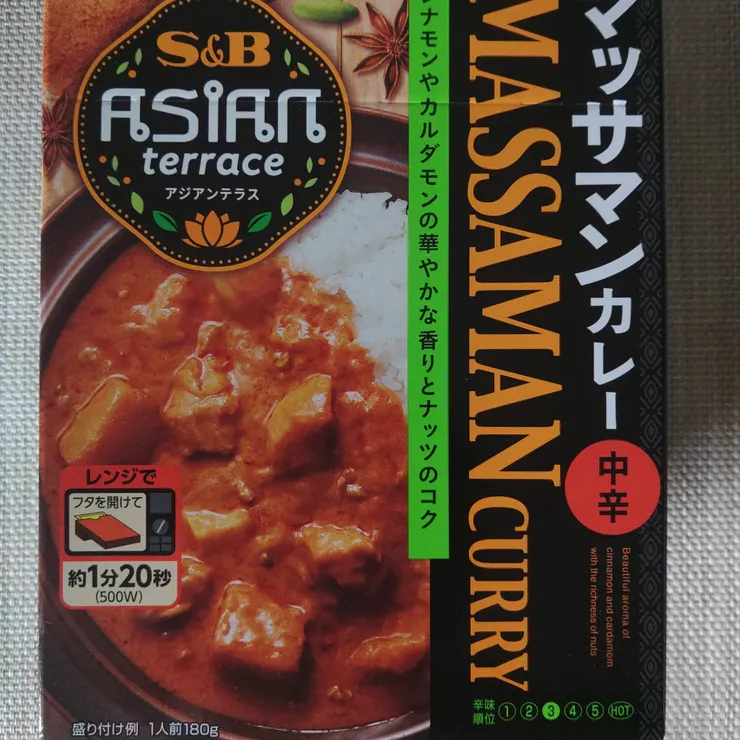 S&B
ASIAN
terrace
アジアンテラス
マッサマンカレー
MASSAMAN CURRY
ナモンやカルダモンの華やかな香りとナッツのコク
中辛
Beautiful aroma of
cinnamon and cardamom
with the richness of nuts.
レンジで
フタを開けて
約1分20秒
(500W)
盛り付け例 1人前180g
辛味
順位
1 2 3 4 5 HOT